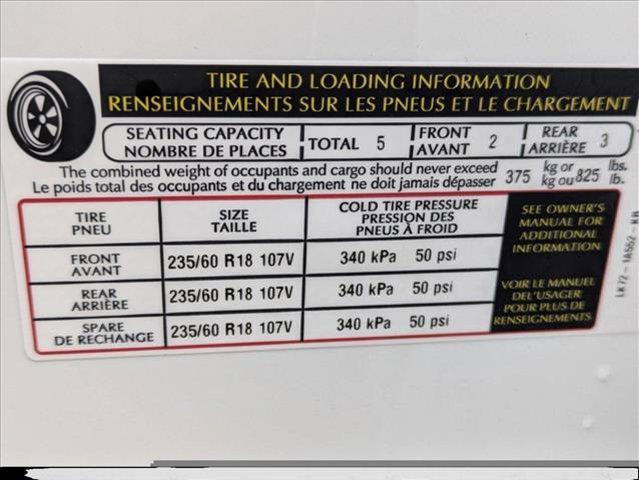 TIRE AND LOADING INFORMATION
RENSEIGNEMENTS SUR LES PNEUS ET LE CHARGEMENT
SEATING CAPACITY
NOMBRE DE PLACES
TOTAL 5
FRONT
AVANT
2
REAR
ARRIÈRE
3
The combined weight of occupants and cargo should never exceed
Le poids total des occupants et du chargement ne doit jamais dépasser
375
kg or
kg ou
825
lbs.
lb.
TIRE
PNEU
SIZE
TAILLE
COLD TIRE PRESSURE
PRESSION DES
PNEUS À FROID
SEE OWNER'S
MANUAL FOR
ADDITIONAL
INFORMATION
FRONT
AVANT
235/60 R18 107V
340 kPa 50 psi
REAR
ARRIÈRE
235/60 R18 107V
340 kPa 50 psi
VOIR LE MANUEL
DE L'USAGER
POUR PLUS DE
RENSEIGNEMENTS
SPARE
DE RECHANGE
235/60 R18 107V
340 kPa 50 psi